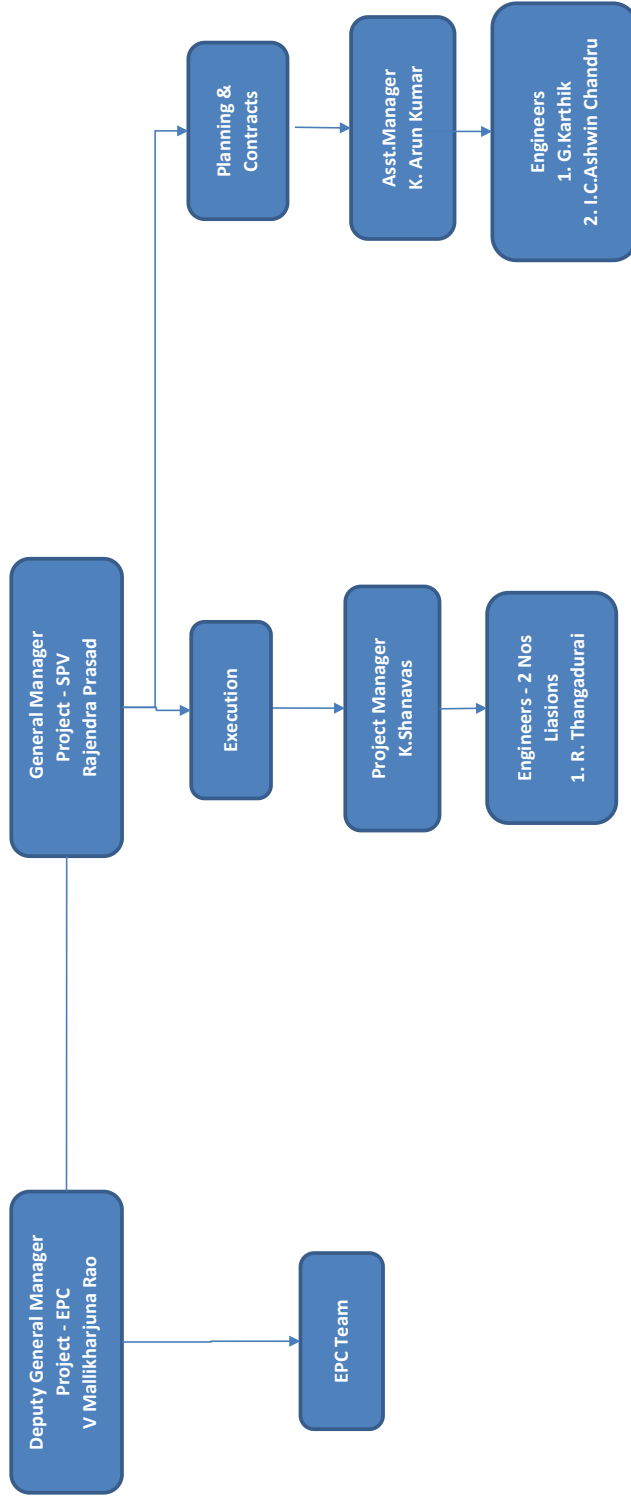 Deputy General Manager
Project - EPC
V Mallikharjuna Rao
General Manager
Project - SPV
Rajendra Prasad
EPC Team
Execution
Planning &
Contracts
Project Manager
K.Shanavas
Asst.Manager
K. Arun Kumar
Engineers - 2 Nos
Liasions
1. R. Thangadurai
Engineers
1. G.Karthik
2. I.C.Ashwin Chandru